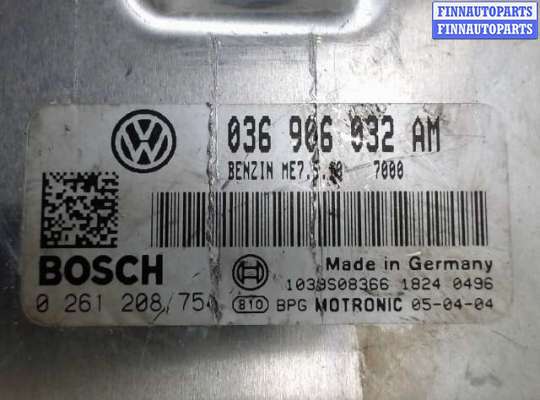 FINNAUTOPARTS
FINNAUTOPARTS
036 906 932 AM
BENZIN ME7.5.10 7000
BOSCH
Made in Germany
1039S08366 1824 0496
0 261 208 754
810 BPG MOTRONIC 05-04-04